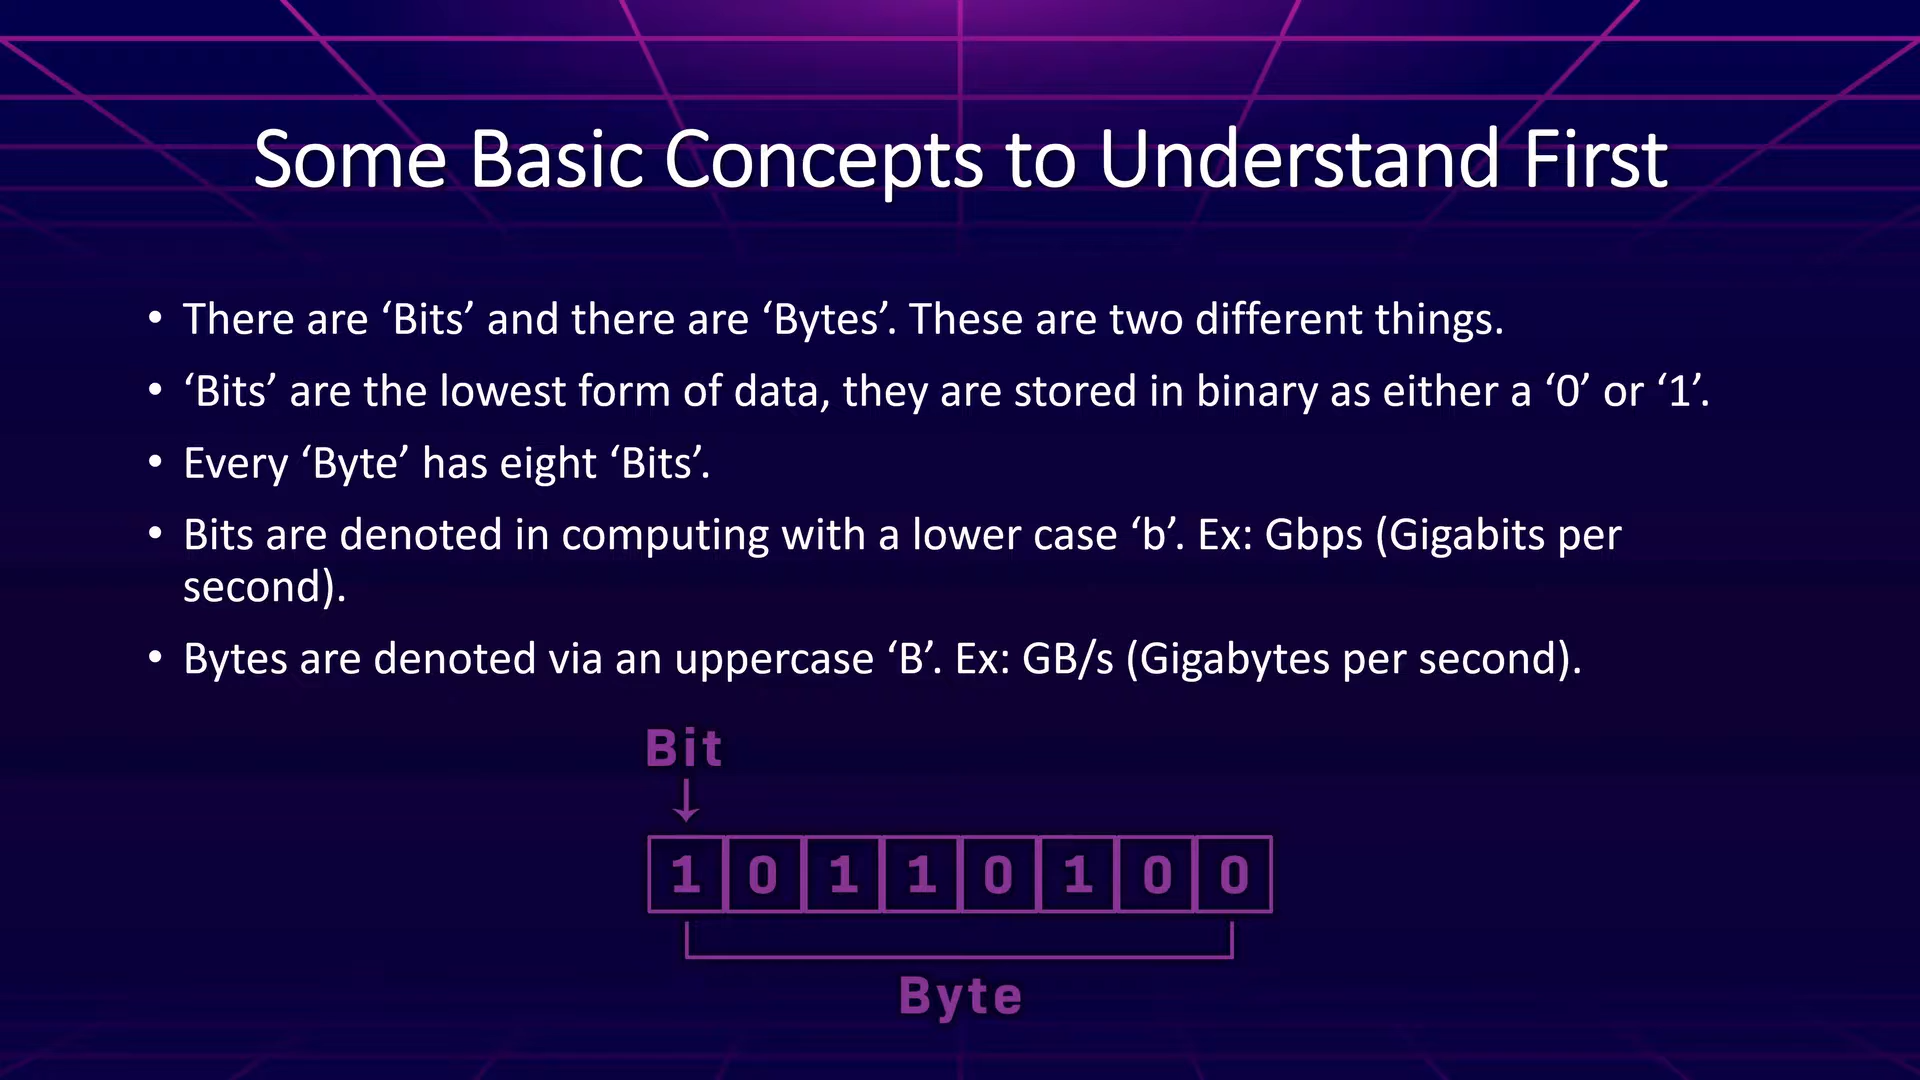 Some Basic Concepts to Understand First
• There are ‘Bits’ and there are ‘Bytes’. These are two different things.
• ‘Bits’ are the lowest form of data, they are stored in binary as either a ‘0’ or ‘1’.
• Every ‘Byte’ has eight ‘Bits’.
• Bits are denoted in computing with a lower case ‘b’. Ex: Gbps (Gigabits per
second).
• Bytes are denoted via an uppercase ‘B’. Ex: GB/s (Gigabytes per second).
Bit
1 0 1 1 0 1 0 0
Byte